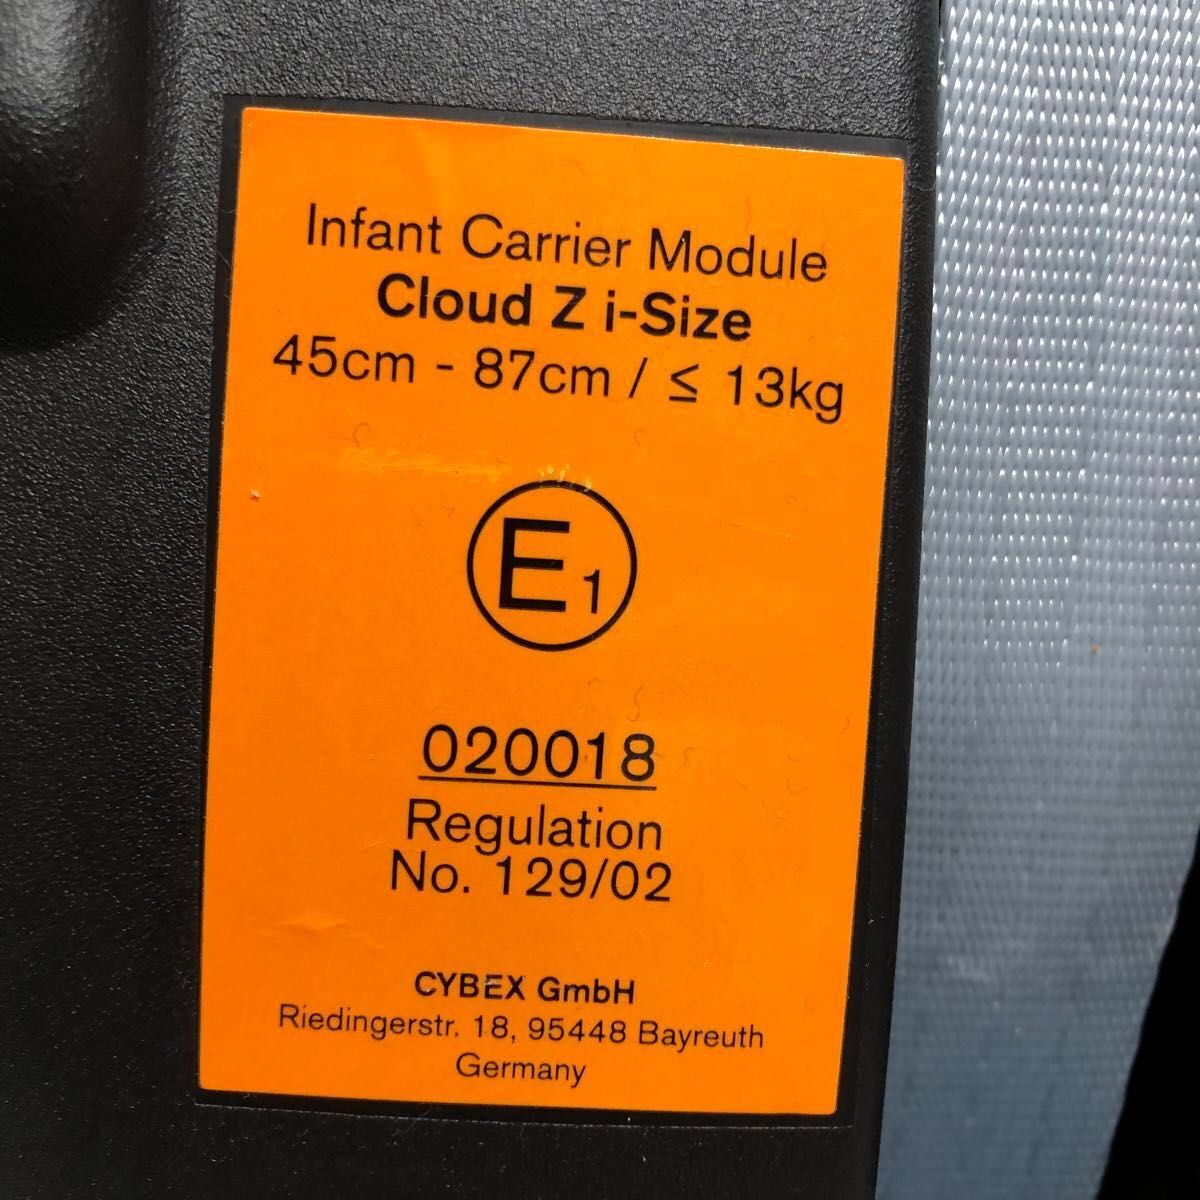 Infant Carrier Module
Cloud Z i-Size
45cm - 87cm / ≤ 13kg
E1
020018
Regulation
No. 129/02
CYBEX GmbH
Riedingerstr. 18, 95448 Bayreuth
Germany